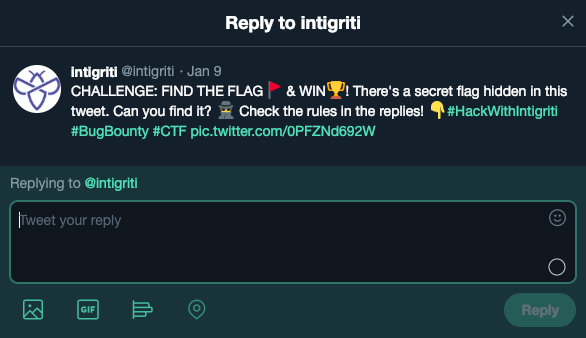 Reply to intigriti
Intigriti @intigriti · Jan 9
CHALLENGE: FIND THE FLAG 🚩 & WIN🏆! There's a secret flag hidden in this
tweet. Can you find it? 🕵️ Check the rules in the replies! 👇#HackWithIntigriti
#BugBounty #CTF pic.twitter.com/0PFZNd692W
Replying to @intigriti
Tweet your reply
GIF
Reply